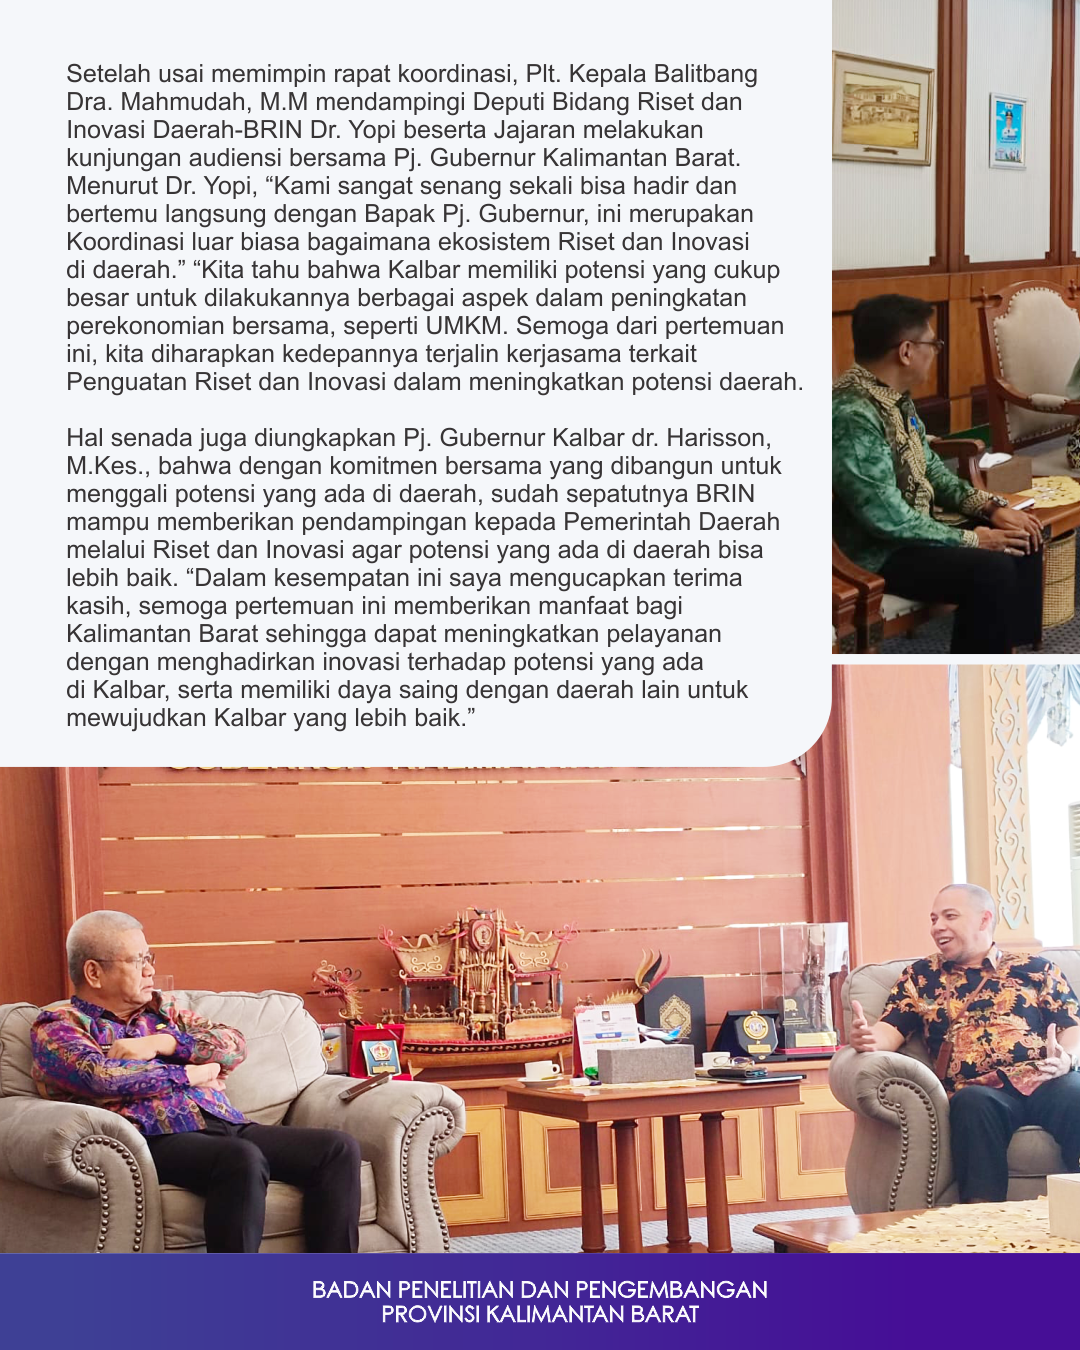 Setelah usai memimpin rapat koordinasi, Plt. Kepala Balitbang
Dra. Mahmudah, M.M mendampingi Deputi Bidang Riset dan
Inovasi Daerah-BRIN Dr. Yopi beserta Jajaran melakukan
kunjungan audiensi bersama Pj. Gubernur Kalimantan Barat.
Menurut Dr. Yopi, “Kami sangat senang sekali bisa hadir dan
bertemu langsung dengan Bapak Pj. Gubernur, ini merupakan
Koordinasi luar biasa bagaimana ekosistem Riset dan Inovasi
di daerah.” “Kita tahu bahwa Kalbar memiliki potensi yang cukup
besar untuk dilakukannya berbagai aspek dalam peningkatan
perekonomian bersama, seperti UMKM. Semoga dari pertemuan
ini, kita diharapkan kedepannya terjalin kerjasama terkait
Penguatan Riset dan Inovasi dalam meningkatkan potensi daerah.
Hal senada juga diungkapkan Pj. Gubernur Kalbar dr. Harisson,
M.Kes., bahwa dengan komitmen bersama yang dibangun untuk
menggali potensi yang ada di daerah, sudah sepatutnya BRIN
mampu memberikan pendampingan kepada Pemerintah Daerah
melalui Riset dan Inovasi agar potensi yang ada di daerah bisa
lebih baik. “Dalam kesempatan ini saya mengucapkan terima
kasih, semoga pertemuan ini memberikan manfaat bagi
Kalimantan Barat sehingga dapat meningkatkan pelayanan
dengan menghadirkan inovasi terhadap potensi yang ada
di Kalbar, serta memiliki daya saing dengan daerah lain untuk
mewujudkan Kalbar yang lebih baik.”
BADAN PENELITIAN DAN PENGEMBANGAN
PROVINSI KALIMANTAN BARAT